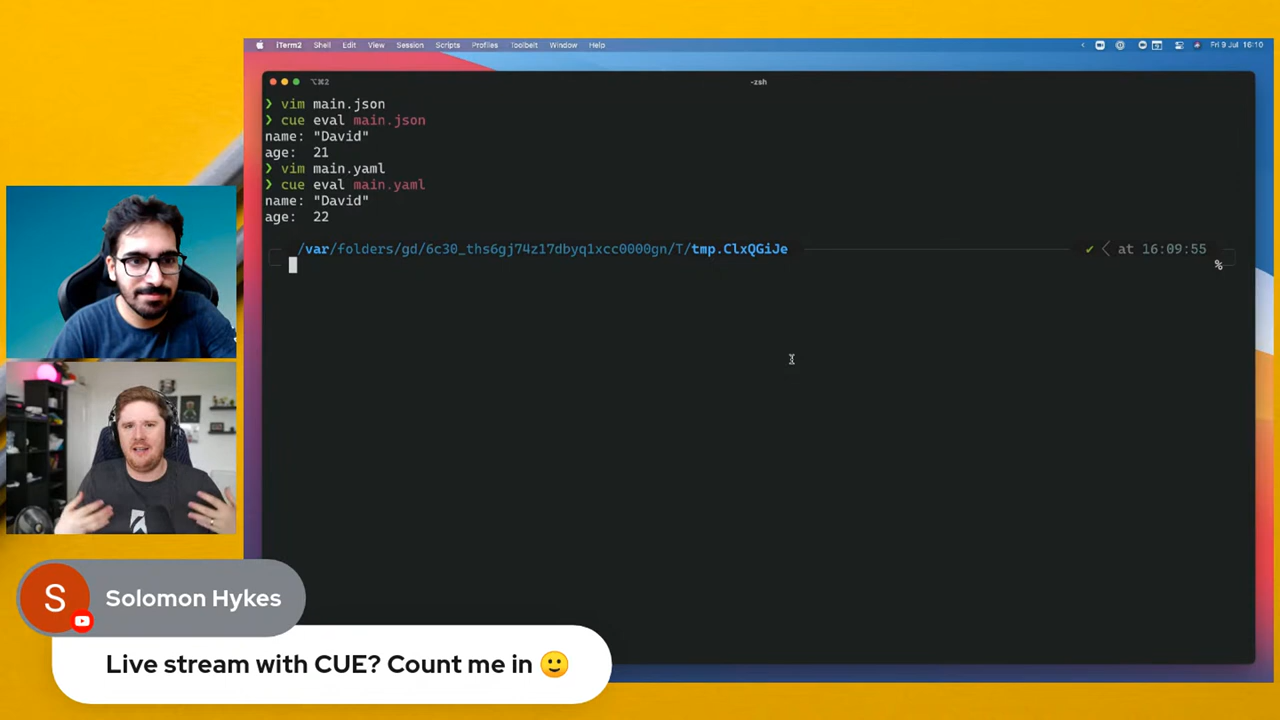 iTerm2 Shell Edit View Session Scripts Profiles Toolbelt Window Help
Fri 9 Jul 16:10
⌥⌘2
-zsh
❯ vim main.json
❯ cue eval main.json
name: "David"
age: 21
❯ vim main.yaml
❯ cue eval main.yaml
name: "David"
age: 22
/var/folders/gd/6c30_ths6gj74z17dbyq1xcc0000gn/T/tmp.ClxQGiJe
✔ at 16:09:55
%
S
Solomon Hykes
Live stream with CUE? Count me in 🙂